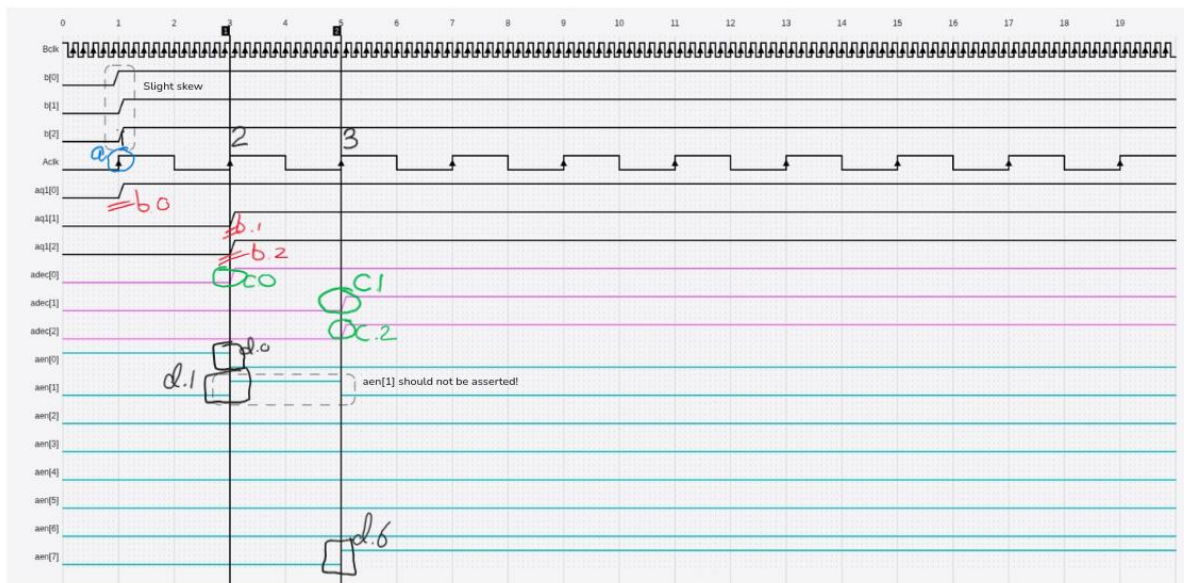 0 1 2 3 4 5 6 7 8 9 10 11 12 13 14 15 16 17 18 19
1 2
Bclk
b[0]
Slight skew
b[1]
b[2] 1 2 3
a
Aclk
aq1[0]
b0
aq1[1]
b.1
aq1[2]
b.2
adec[0]
C0
C1
adec[1]
adec[2]
C.2
aen[0]
d.0
aen[1]
d.1
aen[1] should not be asserted!
aen[2]
aen[3]
aen[4]
aen[5]
aen[6]
d.6
aen[7]